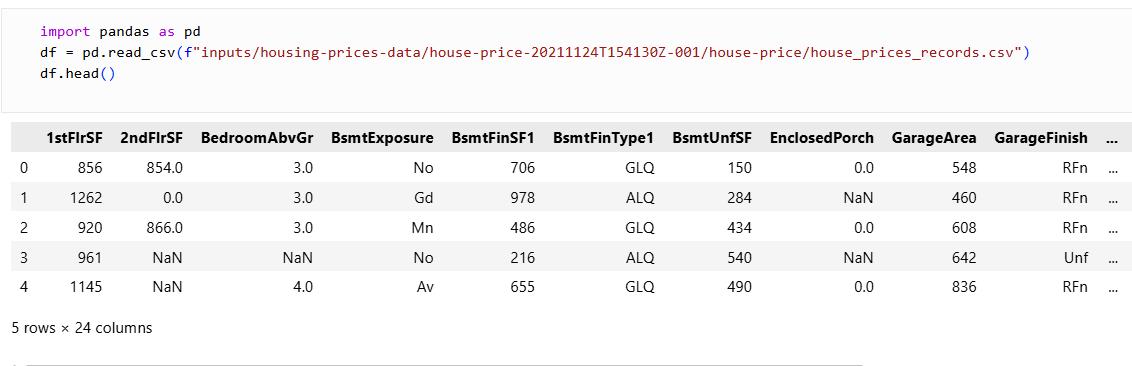 import pandas as pd
df = pd.read_csv(f"inputs/housing-prices-data/house-price-20211124T154130Z-001/house-price/house_prices_records.csv")
df.head()
1stFlrSF 2ndFlrSF BedroomAbvGr BsmtExposure BsmtFinSF1 BsmtFinType1 BsmtUnfSF EnclosedPorch GarageArea GarageFinish ...
0 856 854.0 3.0 No 706 GLQ 150 0.0 548 RFn ...
1 1262 0.0 3.0 Gd 978 ALQ 284 NaN 460 RFn ...
2 920 866.0 3.0 Mn 486 GLQ 434 0.0 608 RFn ...
3 961 NaN NaN No 216 ALQ 540 NaN 642 Unf ...
4 1145 NaN 4.0 Av 655 GLQ 490 0.0 836 RFn ...
5 rows × 24 columns